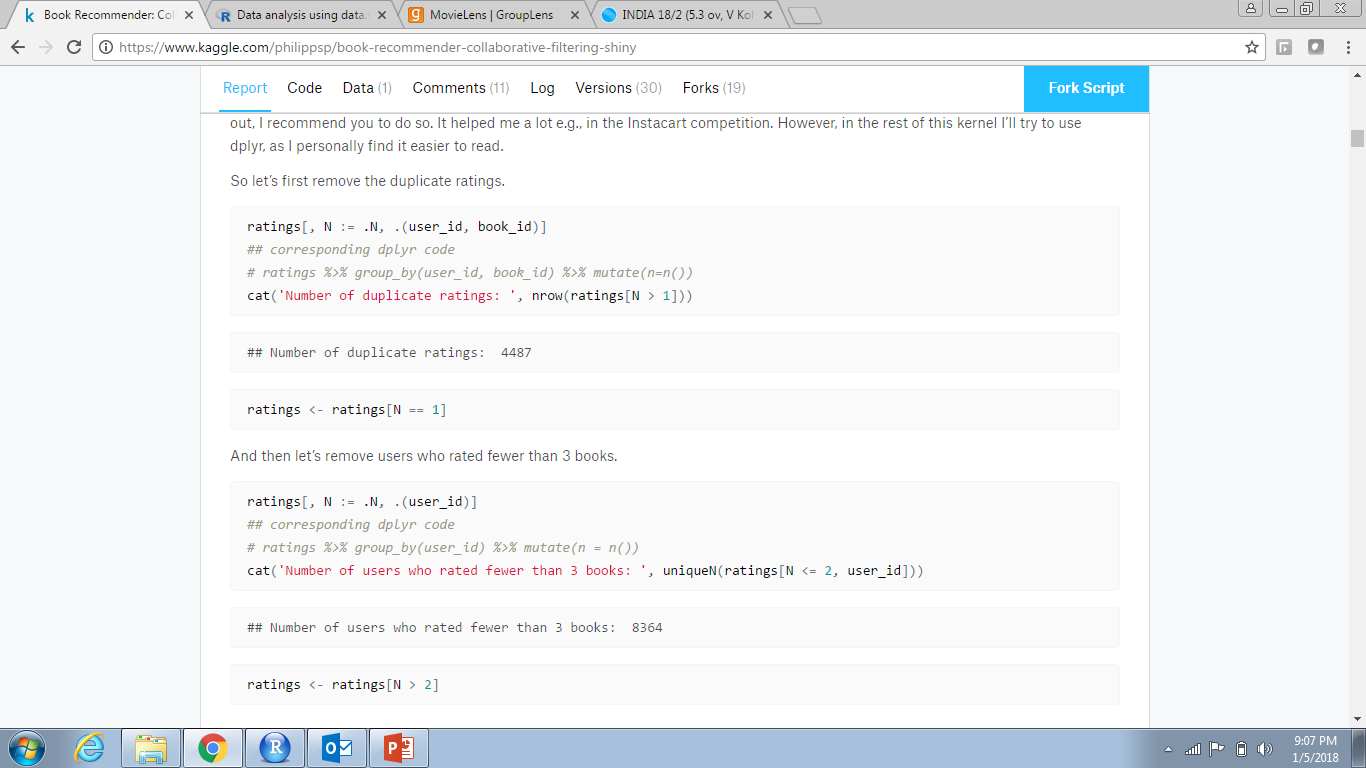 Book Recommender: Col
Data analysis using data.
MovieLens | GroupLens
INDIA 18/2 (5.3 ov, V Koh
https://www.kaggle.com/philippsp/book-recommender-collaborative-filtering-shiny
Report Code Data (1) Comments (11) Log Versions (30) Forks (19) Fork Script
out, I recommend you to do so. It helped me a lot e.g., in the Instacart competition. However, in the rest of this kernel I'll try to use
dplyr, as I personally find it easier to read.
So let's first remove the duplicate ratings.
ratings[, N := .N, .(user_id, book_id)]
## corresponding dplyr code
# ratings %>% group_by(user_id, book_id) %>% mutate(n=n())
cat('Number of duplicate ratings: ', nrow(ratings[N > 1]))
## Number of duplicate ratings:  4487
ratings <- ratings[N == 1]
And then let's remove users who rated fewer than 3 books.
ratings[, N := .N, .(user_id)]
## corresponding dplyr code
# ratings %>% group_by(user_id) %>% mutate(n = n())
cat('Number of users who rated fewer than 3 books: ', uniqueN(ratings[N <= 2, user_id]))
## Number of users who rated fewer than 3 books:  8364
ratings <- ratings[N > 2]
9:07 PM
1/5/2018